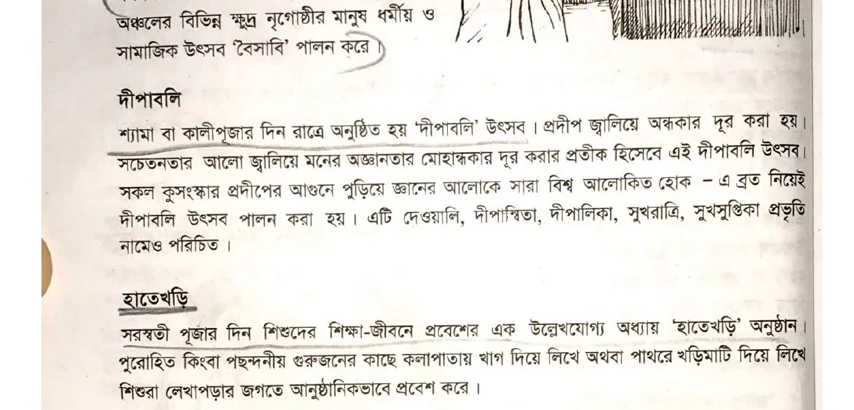 অঞ্চলের বিভিন্ন ক্ষুদ্র নৃগোষ্ঠীর মানুষ ধর্মীয় ও
সামাজিক উৎসব 'বৈসাবি' পালন করে।
দীপাবলি
শ্যামা বা কালীপূজার দিন রাত্রে অনুষ্ঠিত হয় 'দীপাবলি' উৎসব। প্রদীপ জ্বালিয়ে অন্ধকার দূর করা হয়।
সচেতনতার আলো জ্বালিয়ে মনের অজ্ঞানতার মোহান্ধকার দূর করার প্রতীক হিসেবে এই দীপাবলি উৎসব।
সকল কুসংস্কার প্রদীপের আগুনে পুড়িয়ে জ্ঞানের আলোকে সারা বিশ্ব আলোকিত হোক – এ ব্রত নিয়েই
দীপাবলি উৎসব পালন করা হয়। এটি দেওয়ালি, দীপান্বিতা, দীপালিকা, সুখরাত্রি, সুখসুপ্তিকা প্রভৃতি
নামেও পরিচিত।
হাতেখড়ি
সরস্বতী পূজার দিন শিশুদের শিক্ষা-জীবনে প্রবেশের এক উল্লেখযোগ্য অধ্যায় 'হাতেখড়ি' অনুষ্ঠান।
পুরোহিত কিংবা পছন্দনীয় গুরুজনের কাছে কলাপাতায় খাগ দিয়ে লিখে অথবা পাথরে খড়িমাটি দিয়ে লিখে
শিশুরা লেখাপড়ার জগতে আনুষ্ঠানিকভাবে প্রবেশ করে।